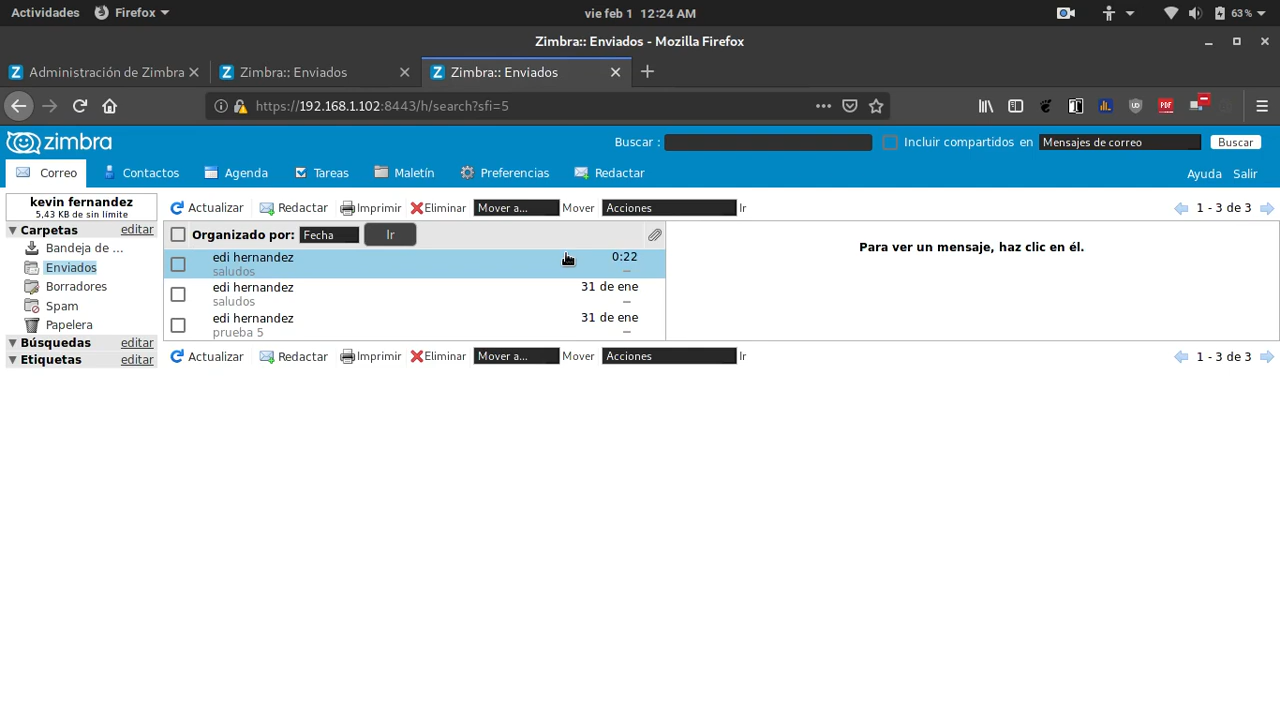 Actividades Firefox vie feb 1 12:24 AM 63%
Zimbra:: Enviados - Mozilla Firefox
Administración de Zimbra Zimbra:: Enviados Zimbra:: Enviados
https://192.168.1.102:8443/h/search?sfi=5
zimbra Buscar : Incluir compartidos en Mensajes de correo Buscar
Correo Contactos Agenda Tareas Maletín Preferencias Redactar Ayuda Salir
kevin fernandez
5,43 KB de sin limite
Actualizar Redactar Imprimir Eliminar Mover a... Mover Acciones Ir 1 - 3 de 3
Carpetas editar
Bandeja de ...
Enviados
Borradores
Spam
Papelera
Búsquedas editar
Etiquetas editar
Organizado por: Fecha Ir
edi hernandez 0:22
saludos
edi hernandez 31 de ene
saludos
edi hernandez 31 de ene
prueba 5
Para ver un mensaje, haz clic en él.
Actualizar Redactar Imprimir Eliminar Mover a... Mover Acciones Ir 1 - 3 de 3